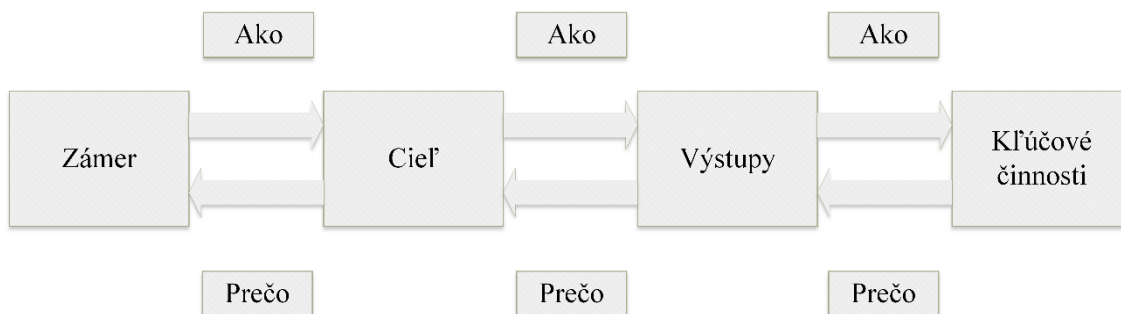 Ako
Ako
Ako
Zámer
Cieľ
Výstupy
Kľúčové
činnosti
Prečo
Prečo
Prečo